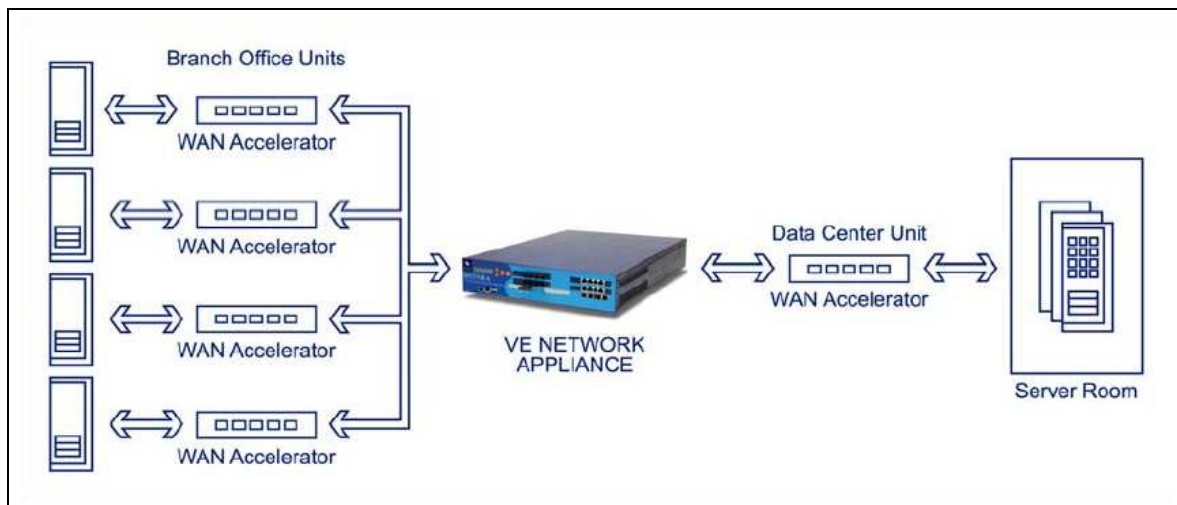 Branch Office Units
WAN Accelerator
WAN Accelerator
WAN Accelerator
WAN Accelerator
VE NETWORK
APPLIANCE
Data Center Unit
WAN Accelerator
Server Room